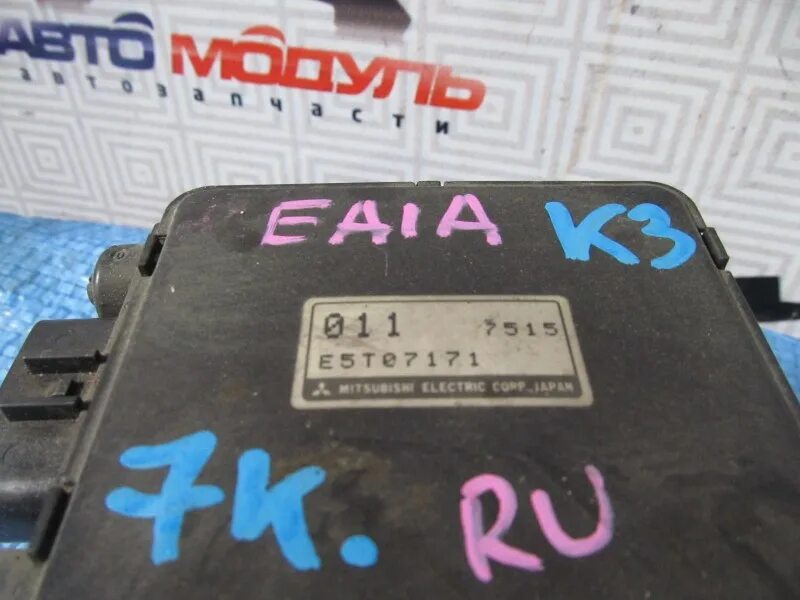 АВТО МОДУЛЬ
автозапчасти
EA1A K3
011 7515
E5T07171
MITSUBISHI ELECTRIC CORP., JAPAN
7K. RU